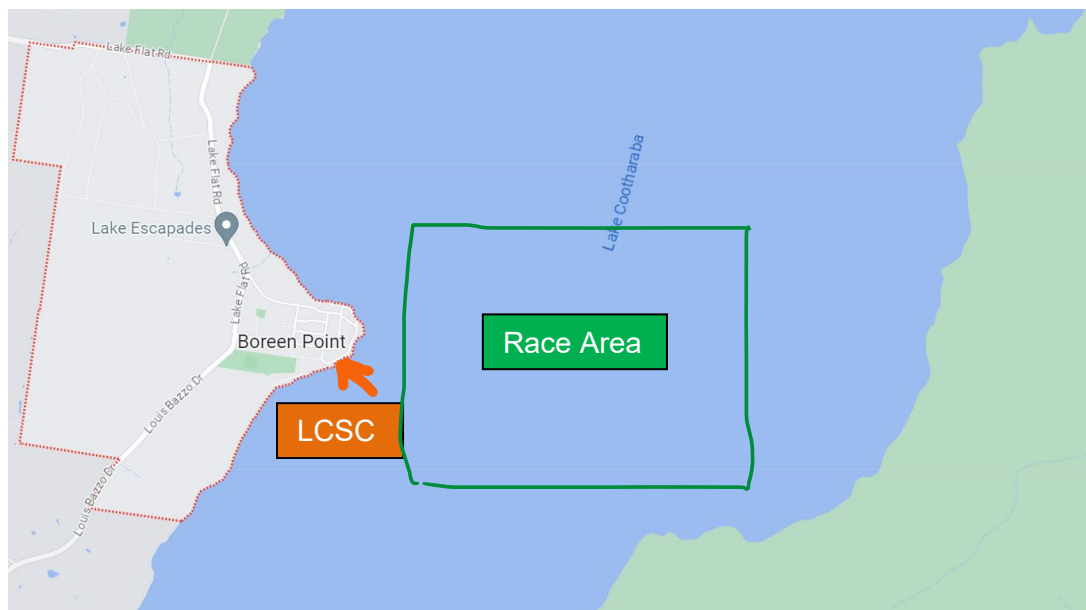 Lake Flat Rd
Lake Flat Rd
Lake Cootharaba
Lake Escapades
Lake Flat Rd
Boreen Point
Race Area
Louis Bazzo Dr
LCSC
Louis Bazzo Dr